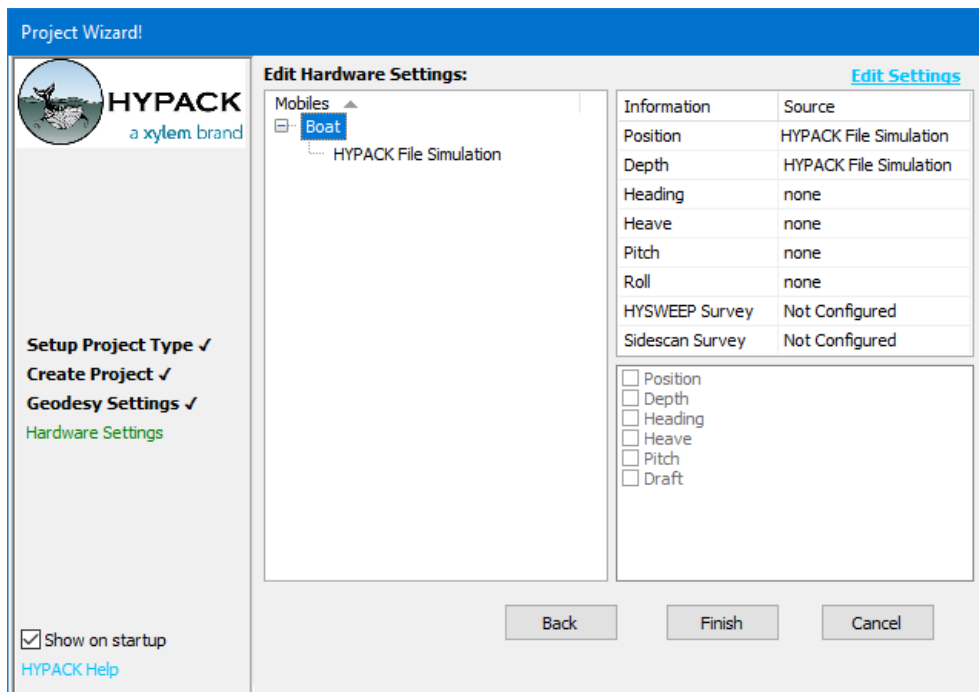 Project Wizard!
HYPACK
a xylem brand
Setup Project Type ✓
Create Project ✓
Geodesy Settings ✓
Hardware Settings
Show on startup
HYPACK Help
Edit Hardware Settings:
Edit Settings
Mobiles
Boat
HYPACK File Simulation
Information Source
Position HYPACK File Simulation
Depth HYPACK File Simulation
Heading none
Heave none
Pitch none
Roll none
HYSWEEP Survey Not Configured
Sidescan Survey Not Configured
Position
Depth
Heading
Heave
Pitch
Draft
Back Finish Cancel